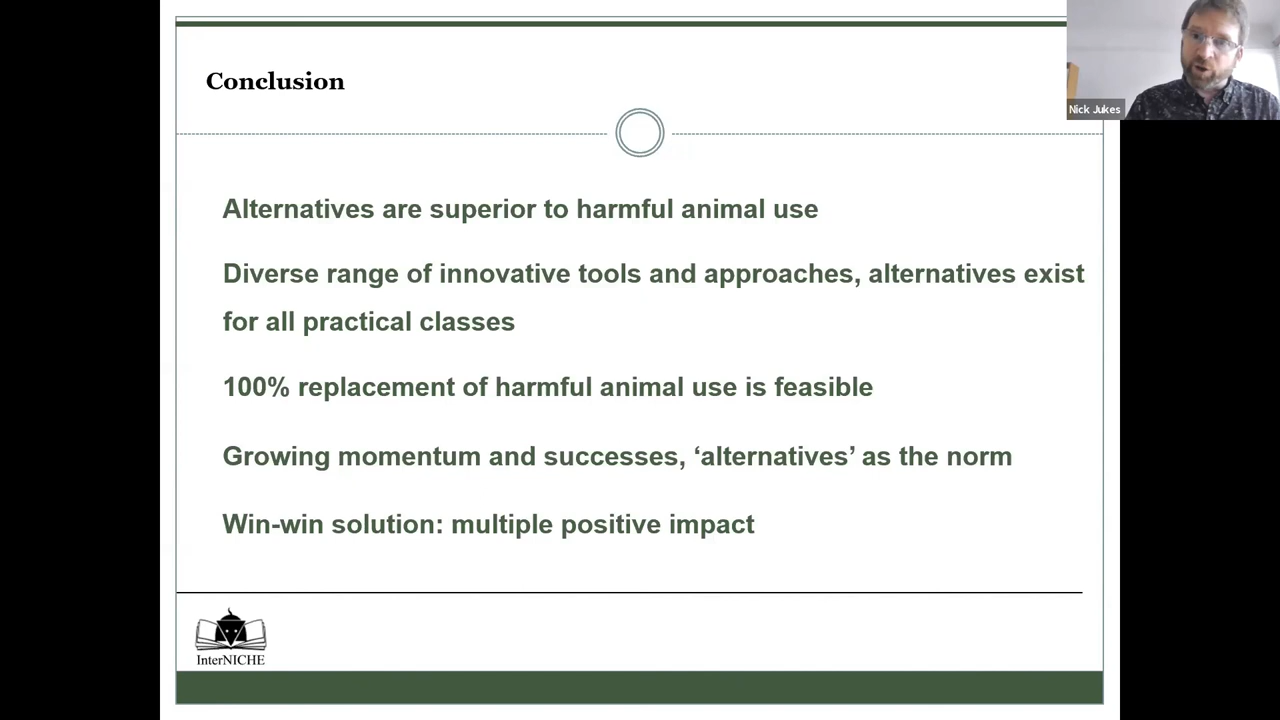 Conclusion
Nick Jukes
Alternatives are superior to harmful animal use
Diverse range of innovative tools and approaches, alternatives exist
for all practical classes
100% replacement of harmful animal use is feasible
Growing momentum and successes, ‘alternatives’ as the norm
Win-win solution: multiple positive impact
InterNICHE